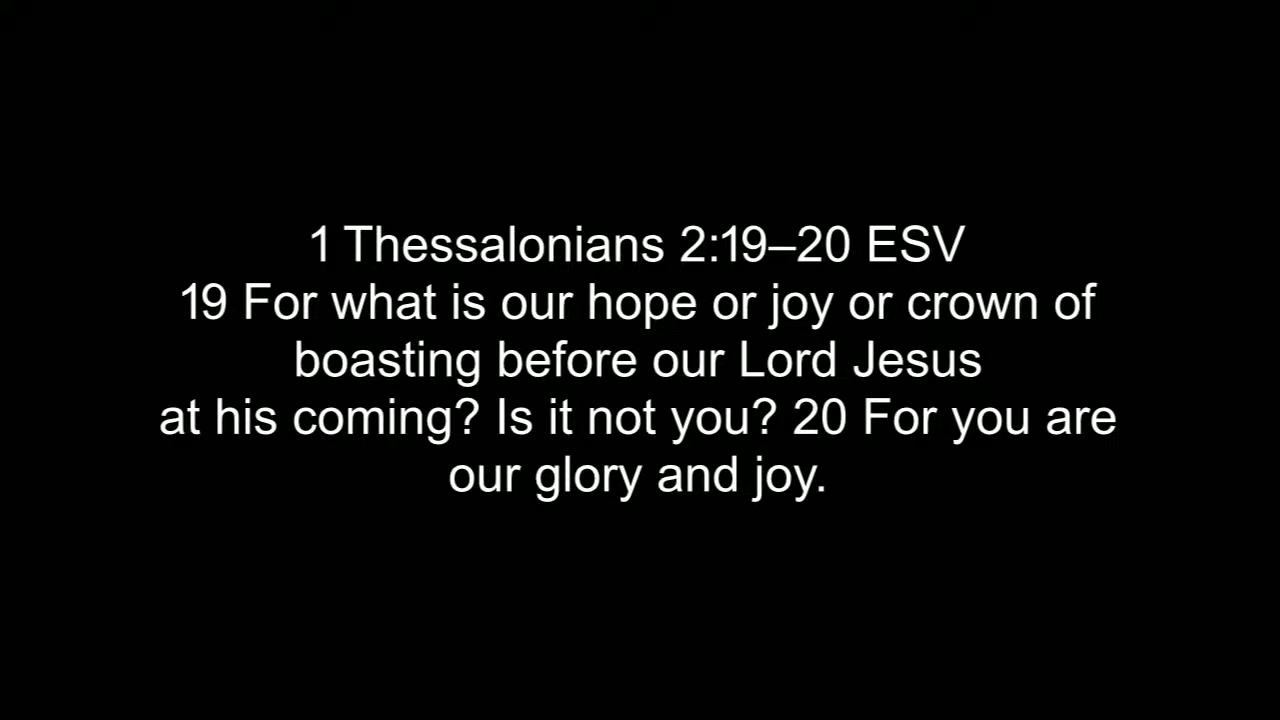 1 Thessalonians 2:19–20 ESV
19 For what is our hope or joy or crown of
boasting before our Lord Jesus
at his coming? Is it not you? 20 For you are
our glory and joy.